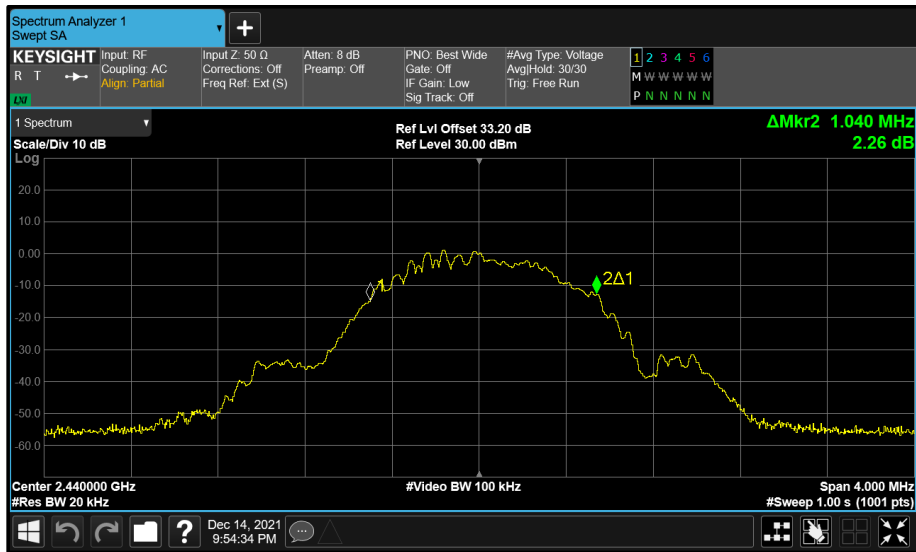 Spectrum Analyzer 1
Swept SA
+
KEYSIGHT Input: RF Input Z: 50 Ω Atten: 8 dB PNO: Best Wide #Avg Type: Voltage 1 2 3 4 5 6
R T Coupling: AC Corrections: Off Preamp: Off Gate: Off Avg|Hold: 30/30 M W W W W W
Align: Partial Freq Ref: Ext (S) IF Gain: Low Trig: Free Run
LXI Sig Track: Off P N N N N N
1 Spectrum Ref Lvl Offset 33.20 dB ΔMkr2 1.040 MHz
Scale/Div 10 dB Ref Level 30.00 dBm 2.26 dB
Log
20.0
10.0
0.00
-10.0 1 2Δ1
-20.0
-30.0
-40.0
-50.0
-60.0
Center 2.440000 GHz #Video BW 100 kHz Span 4.000 MHz
#Res BW 20 kHz #Sweep 1.00 s (1001 pts)
? Dec 14, 2021
9:54:34 PM